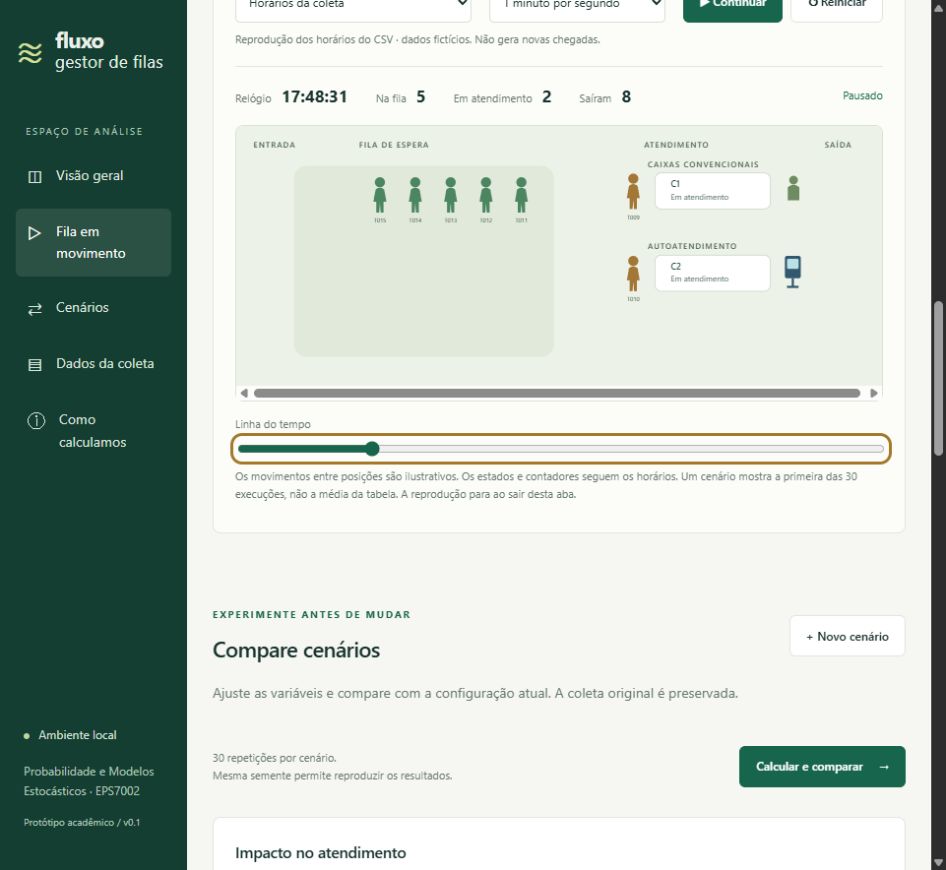 fluxo
gestor de filas
ESPAÇO DE ANÁLISE
Visão geral
Fila em
movimento
Cenários
Dados da coleta
Como
calculamos
Ambiente local
Probabilidade e Modelos
Estocásticos · EPS7002
Protótipo acadêmico / v0.1
Horários da coleta
1 minuto por segundo
Continuar
Reiniciar
Reprodução dos horários do CSV · dados fictícios. Não gera novas chegadas.
Relógio 17:48:31 Na fila 5 Em atendimento 2 Saíram 8 Pausado
ENTRADA FILA DE ESPERA ATENDIMENTO SAÍDA
CAIXAS CONVENCIONAIS
C1
Em atendimento
1015 1014 1013 1012 1011 1009
AUTOATENDIMENTO
C2
Em atendimento
1010
Linha do tempo
Os movimentos entre posições são ilustrativos. Os estados e contadores seguem os horários. Um cenário mostra a primeira das 30
execuções, não a média da tabela. A reprodução para ao sair desta aba.
EXPERIMENTE ANTES DE MUDAR
Compare cenários
+ Novo cenário
Ajuste as variáveis e compare com a configuração atual. A coleta original é preservada.
30 repetições por cenário.
Mesma semente permite reproduzir os resultados.
Calcular e comparar →
Impacto no atendimento